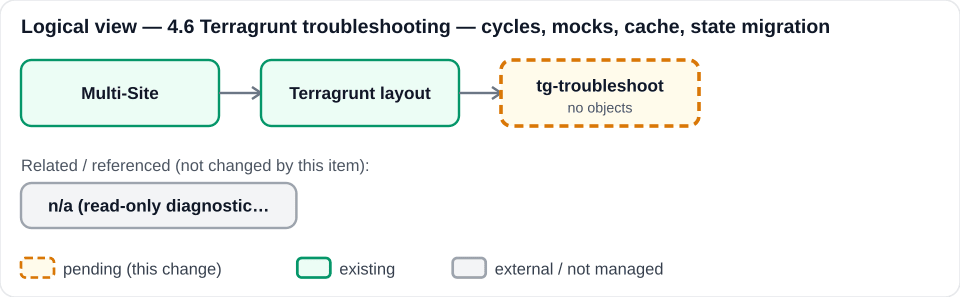 Logical view — 4.6 Terragrunt troubleshooting — cycles, mocks, cache, state migration
Multi-Site
Terragrunt layout
tg-troubleshoot
no objects
Related / referenced (not changed by this item):
n/a (read-only diagnostic…
pending (this change)
existing
external / not managed